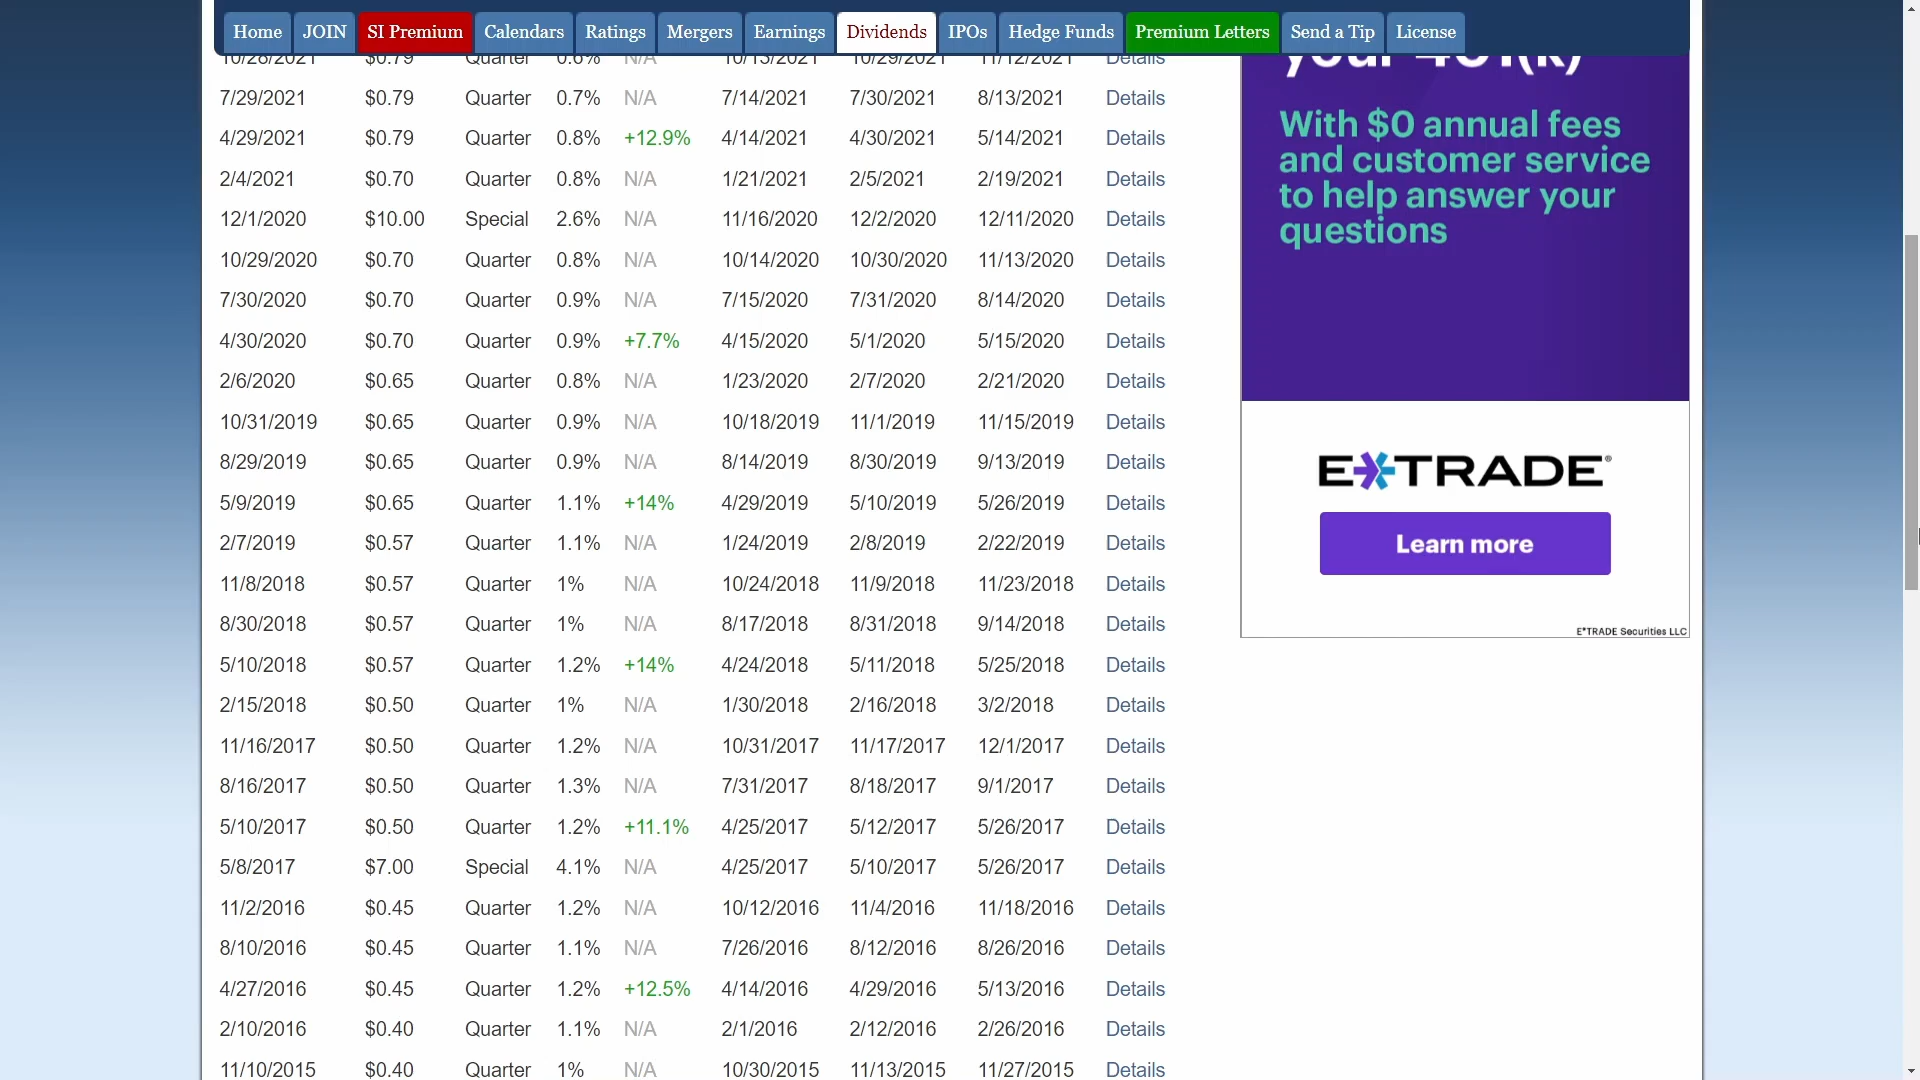 Home JOIN SI Premium Calendars Ratings Mergers Earnings Dividends IPOs Hedge Funds Premium Letters Send a Tip License
10/28/2021 $0.79 Quarter 0.6% N/A 10/13/2021 10/29/2021 11/12/2021 Details
7/29/2021 $0.79 Quarter 0.7% N/A 7/14/2021 7/30/2021 8/13/2021 Details
4/29/2021 $0.79 Quarter 0.8% +12.9% 4/14/2021 4/30/2021 5/14/2021 Details
2/4/2021 $0.70 Quarter 0.8% N/A 1/21/2021 2/5/2021 2/19/2021 Details
12/1/2020 $10.00 Special 2.6% N/A 11/16/2020 12/2/2020 12/11/2020 Details
10/29/2020 $0.70 Quarter 0.8% N/A 10/14/2020 10/30/2020 11/13/2020 Details
7/30/2020 $0.70 Quarter 0.9% N/A 7/15/2020 7/31/2020 8/14/2020 Details
4/30/2020 $0.70 Quarter 0.9% +7.7% 4/15/2020 5/1/2020 5/15/2020 Details
2/6/2020 $0.65 Quarter 0.8% N/A 1/23/2020 2/7/2020 2/21/2020 Details
10/31/2019 $0.65 Quarter 0.9% N/A 10/18/2019 11/1/2019 11/15/2019 Details
8/29/2019 $0.65 Quarter 0.9% N/A 8/14/2019 8/30/2019 9/13/2019 Details
5/9/2019 $0.65 Quarter 1.1% +14% 4/29/2019 5/10/2019 5/26/2019 Details
2/7/2019 $0.57 Quarter 1.1% N/A 1/24/2019 2/8/2019 2/22/2019 Details
11/8/2018 $0.57 Quarter 1% N/A 10/24/2018 11/9/2018 11/23/2018 Details
8/30/2018 $0.57 Quarter 1% N/A 8/17/2018 8/31/2018 9/14/2018 Details
5/10/2018 $0.57 Quarter 1.2% +14% 4/24/2018 5/11/2018 5/25/2018 Details
2/15/2018 $0.50 Quarter 1% N/A 1/30/2018 2/16/2018 3/2/2018 Details
11/16/2017 $0.50 Quarter 1.2% N/A 10/31/2017 11/17/2017 12/1/2017 Details
8/16/2017 $0.50 Quarter 1.3% N/A 7/31/2017 8/18/2017 9/1/2017 Details
5/10/2017 $0.50 Quarter 1.2% +11.1% 4/25/2017 5/12/2017 5/26/2017 Details
5/8/2017 $7.00 Special 4.1% N/A 4/25/2017 5/10/2017 5/26/2017 Details
11/2/2016 $0.45 Quarter 1.2% N/A 10/12/2016 11/4/2016 11/18/2016 Details
8/10/2016 $0.45 Quarter 1.1% N/A 7/26/2016 8/12/2016 8/26/2016 Details
4/27/2016 $0.45 Quarter 1.2% +12.5% 4/14/2016 4/29/2016 5/13/2016 Details
2/10/2016 $0.40 Quarter 1.1% N/A 2/1/2016 2/12/2016 2/26/2016 Details
11/10/2015 $0.40 Quarter 1% N/A 10/30/2015 11/13/2015 11/27/2015 Details
your 401(k)
With $0 annual fees
and customer service
to help answer your
questions
E*TRADE®
Learn more
E*TRADE Securities LLC